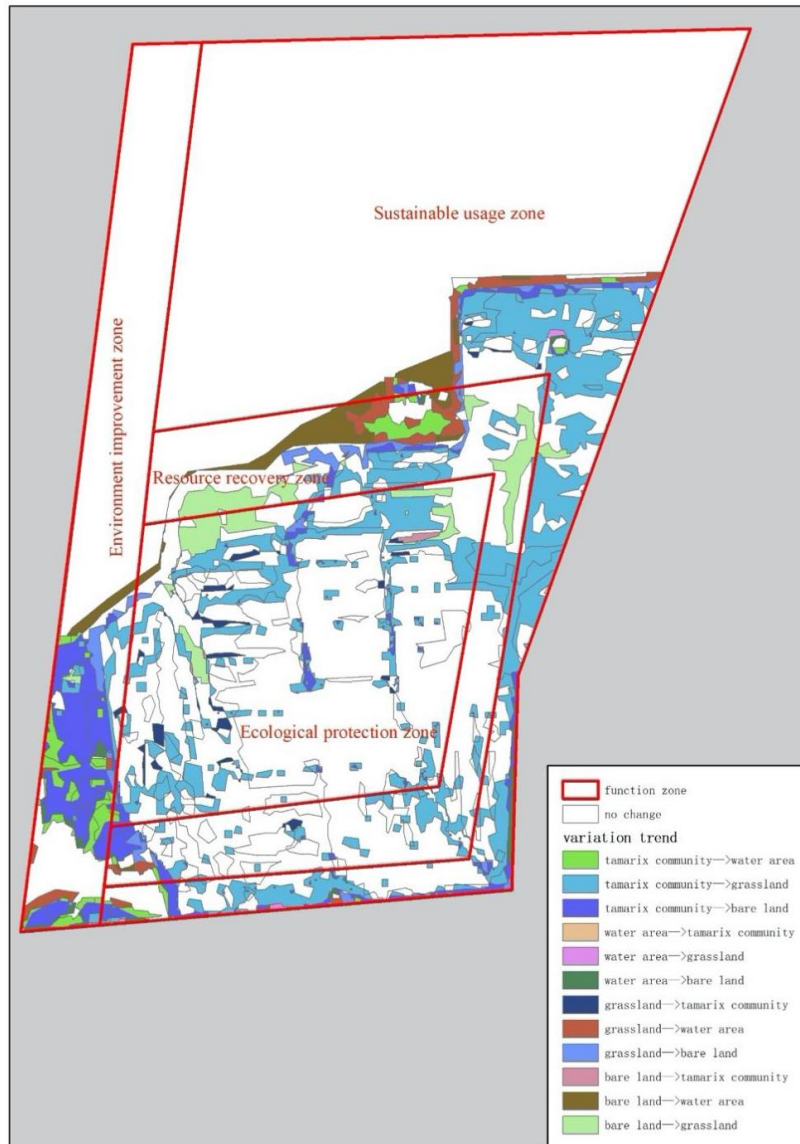 Sustainable usage zone
Environment improvement zone
Resource recovery zone
Ecological protection zone
function zone
no change
variation trend
tamarix community—>water area
tamarix community—>grassland
tamarix community—>bare land
water area—>tamarix community
water area—>grassland
water area—>bare land
grassland—>tamarix community
grassland—>water area
grassland—>bare land
bare land—>tamarix community
bare land—>water area
bare land—>grassland